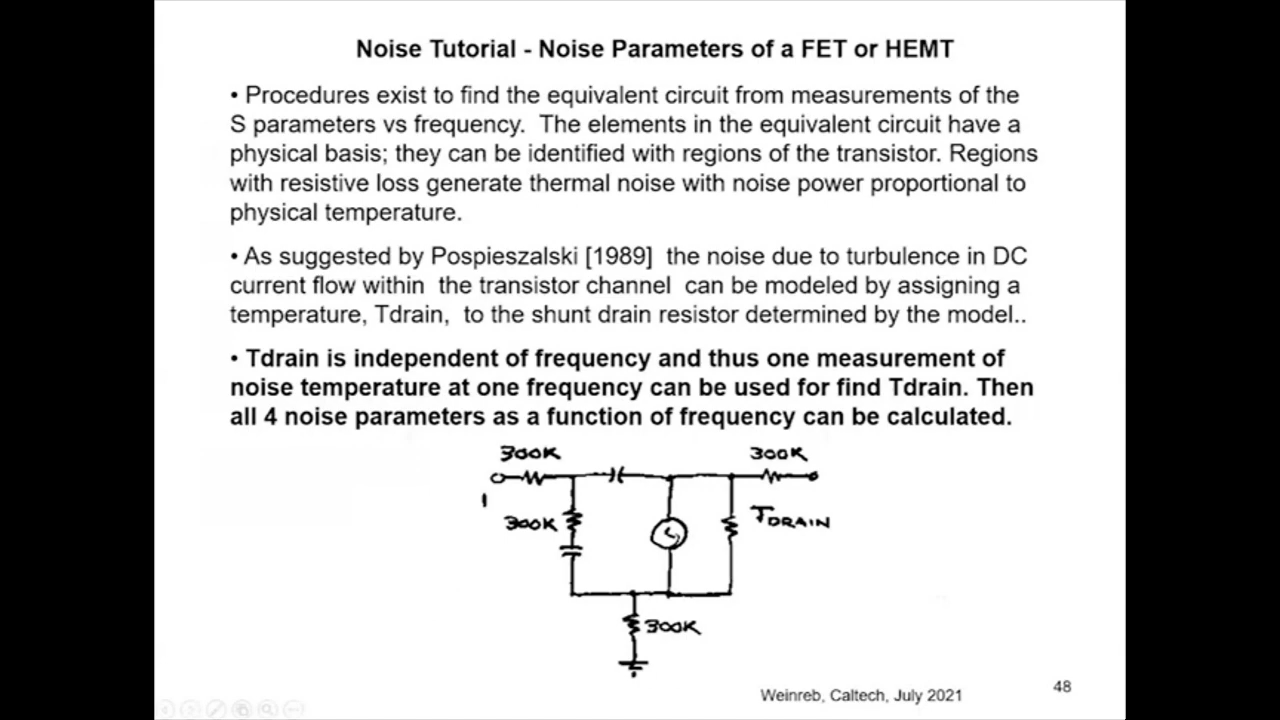 Noise Tutorial - Noise Parameters of a FET or HEMT
• Procedures exist to find the equivalent circuit from measurements of the
S parameters vs frequency. The elements in the equivalent circuit have a
physical basis; they can be identified with regions of the transistor. Regions
with resistive loss generate thermal noise with noise power proportional to
physical temperature.
• As suggested by Pospieszalski [1989] the noise due to turbulence in DC
current flow within the transistor channel can be modeled by assigning a
temperature, Tdrain, to the shunt drain resistor determined by the model..
• Tdrain is independent of frequency and thus one measurement of
noise temperature at one frequency can be used for find Tdrain. Then
all 4 noise parameters as a function of frequency can be calculated.
300K
300K
300K
TDRAIN
300K
48
Weinreb, Caltech, July 2021